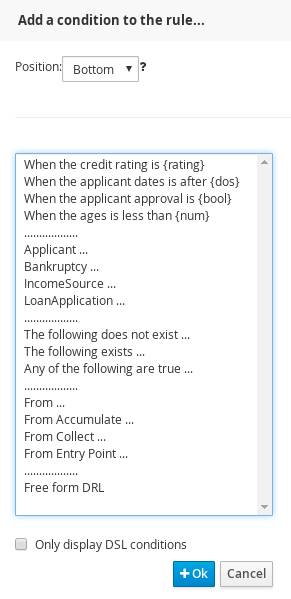 Add a condition to the rule...
Position: Bottom ?
When the credit rating is {rating}
When the applicant dates is after {dos}
When the applicant approval is {bool}
When the ages is less than {num}
..................
Applicant ...
Bankruptcy ...
IncomeSource ...
LoanApplication ...
..................
The following does not exist ...
The following exists ...
Any of the following are true ...
..................
From ...
From Accumulate ...
From Collect ...
From Entry Point ...
..................
Free form DRL
Only display DSL conditions
+ Ok Cancel